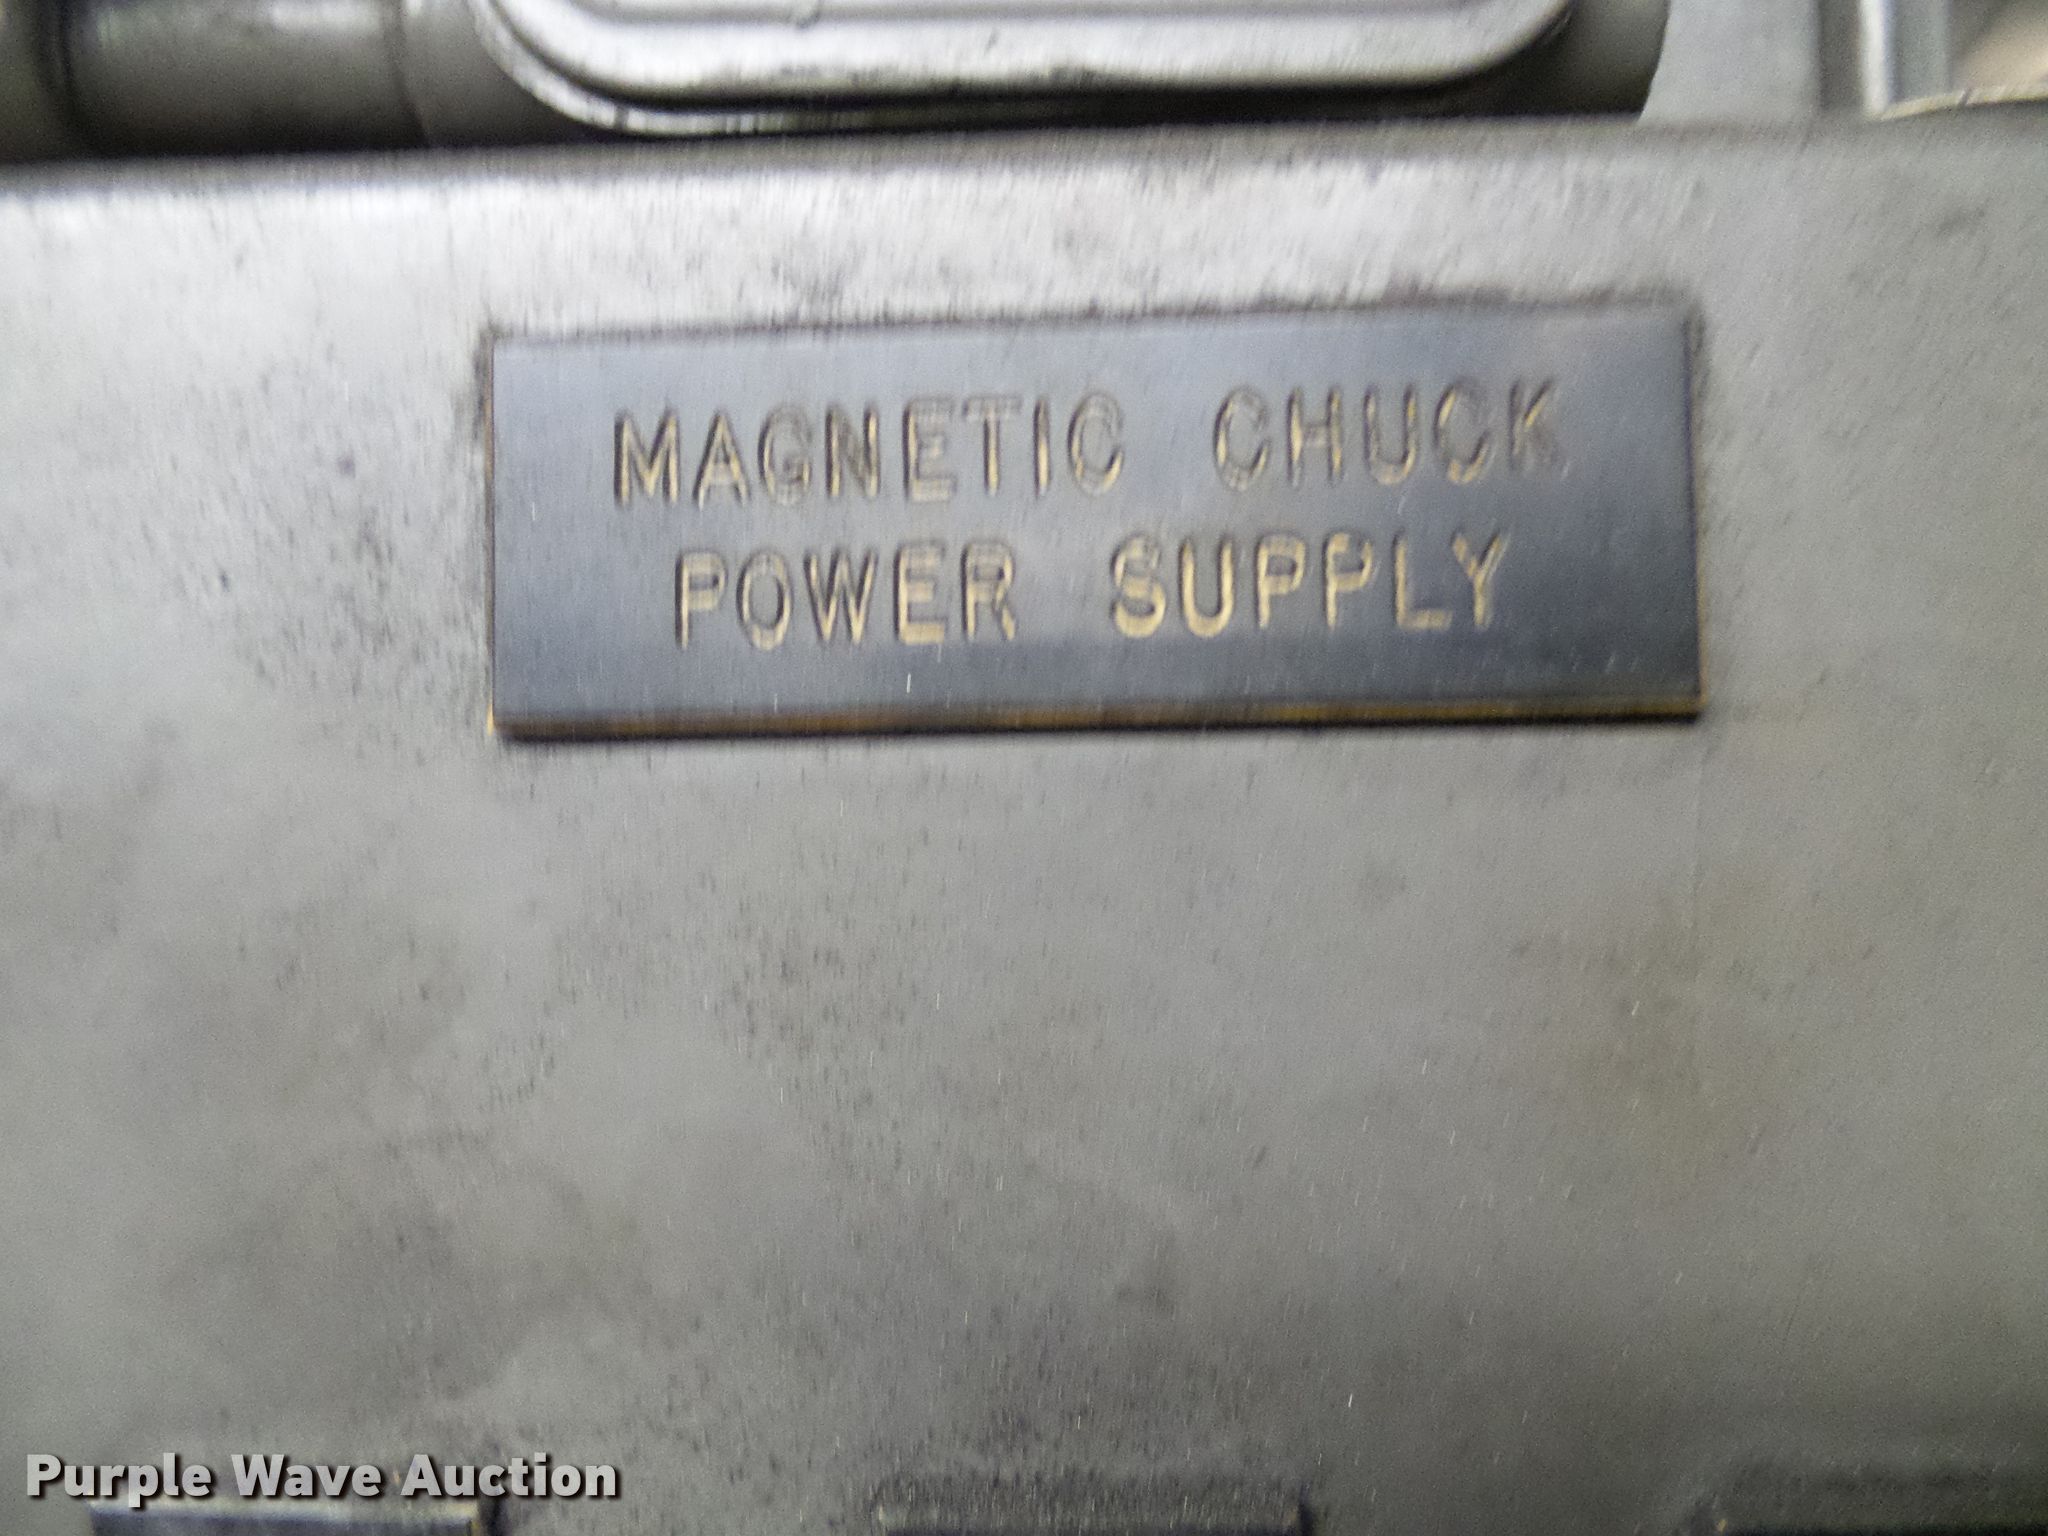 MAGNETIC CHUCK
POWER SUPPLY
Purple Wave Auction